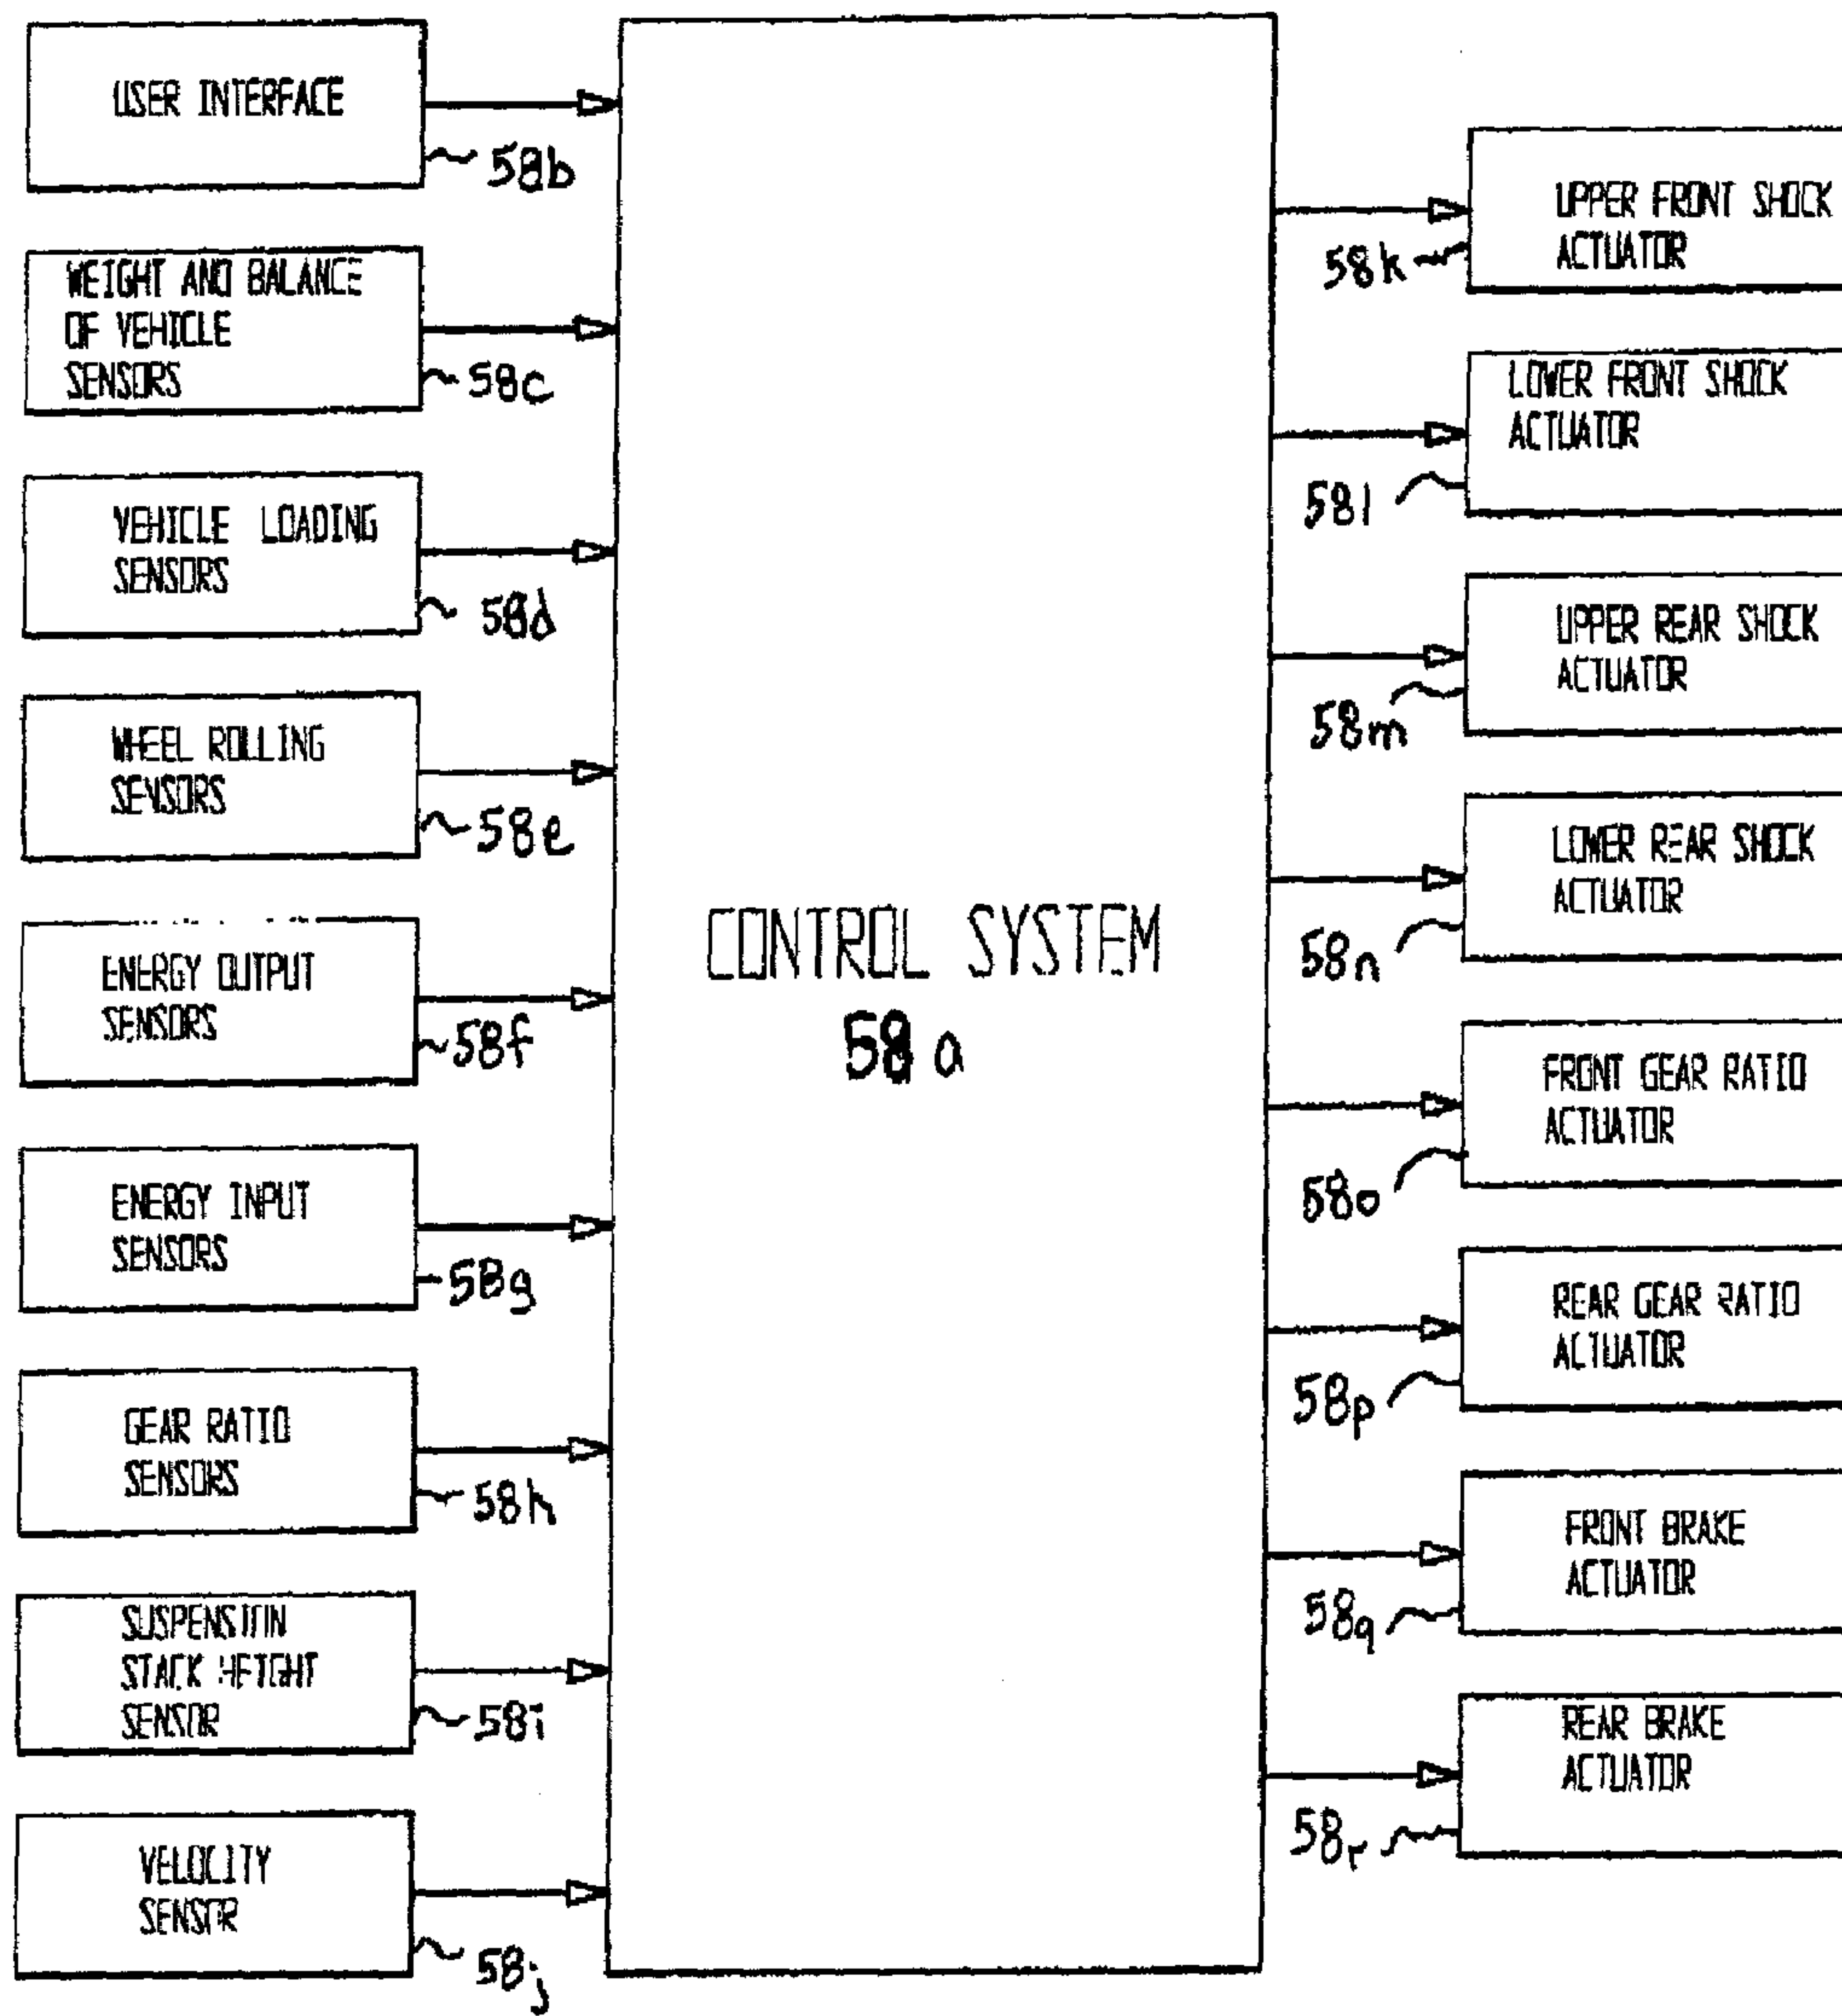 USER INTERFACE
58b
WEIGHT AND BALANCE
OF VEHICLE
SENSORS
58c
VEHICLE LOADING
SENSORS
58d
WHEEL ROLLING
SENSORS
58e
ENERGY OUTPUT
SENSORS
58f
ENERGY INPUT
SENSORS
58g
GEAR RATIO
SENSORS
58h
SUSPENSION
STACK HEIGHT
SENSOR
58i
VELOCITY
SENSOR
58j
CONTROL SYSTEM
58a
UPPER FRONT SHOCK
ACTUATOR
58k
LOWER FRONT SHOCK
ACTUATOR
58l
UPPER REAR SHOCK
ACTUATOR
58m
LOWER REAR SHOCK
ACTUATOR
58n
FRONT GEAR RATIO
ACTUATOR
58o
REAR GEAR RATIO
ACTUATOR
58p
FRONT BRAKE
ACTUATOR
58q
REAR BRAKE
ACTUATOR
58r